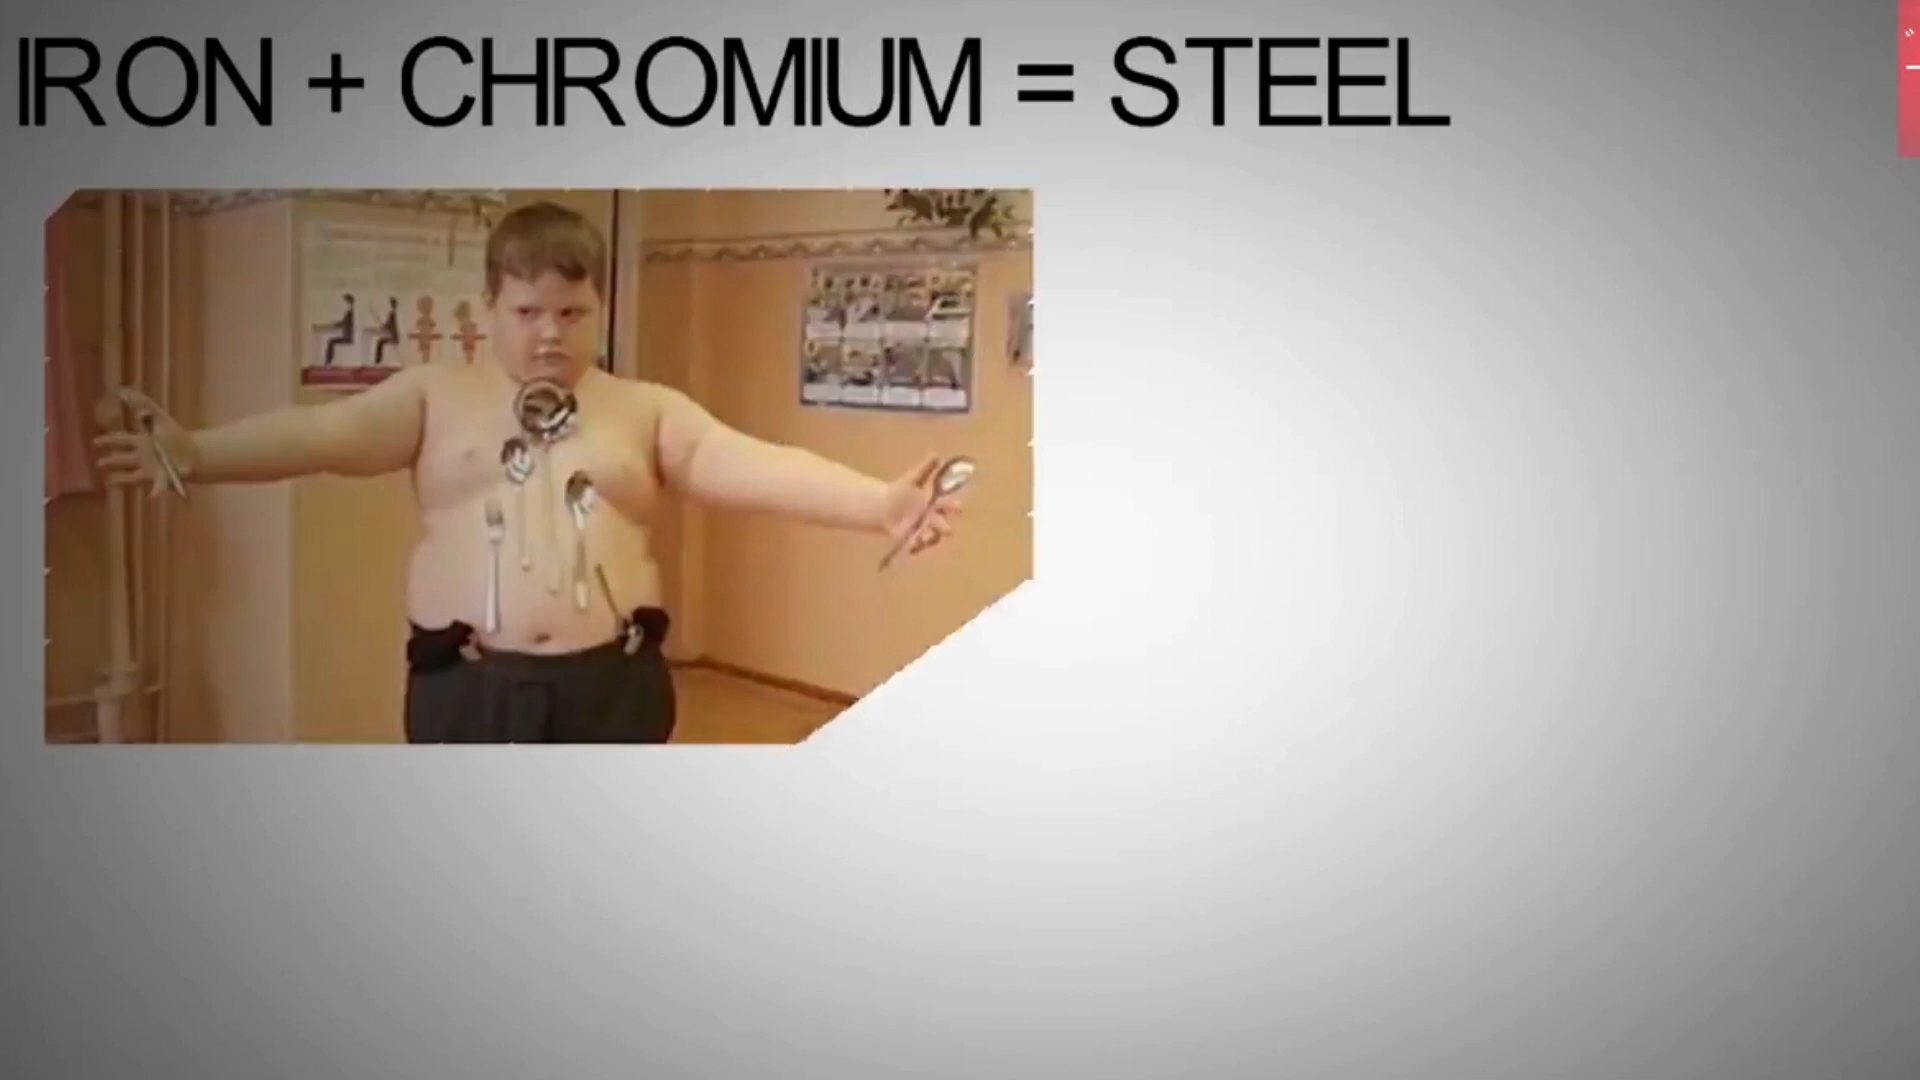 IRON + CHROMIUM = STEEL